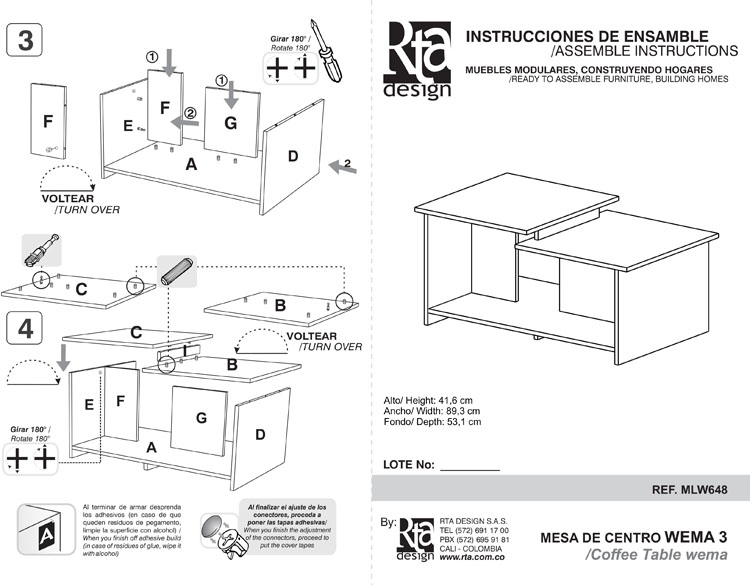 3
Girar 180° /
Rotate 180°
1
1
2
2
F
E
F
G
A
D
VOLTEAR
/TURN OVER
C
B
4
VOLTEAR
/TURN OVER
C
I
B
E
F
G
A
D
Girar 180° /
Rotate 180°
A
Al terminar de armar desprenda
los adhesivos (en caso de que
queden residuos de pegamento,
limpie la superficie con alcohol) /
When you finish off adhesive build
(in case of residues of glue, wipe it
with alcohol)
Al finalizar el ajuste de los
conectores, proceda a
poner las tapas adhesivas/
When you finish the adjustment
of the connectors, proceed to
put the cover tapes
Rta
design
INSTRUCCIONES DE ENSAMBLE
/ASSEMBLE INSTRUCTIONS
MUEBLES MODULARES, CONSTRUYENDO HOGARES
/READY TO ASSEMBLE FURNITURE, BUILDING HOMES
Alto/ Height: 41,6 cm
Ancho/ Width: 89,3 cm
Fondo/ Depth: 53,1 cm
LOTE No: __________
REF. MLW648
By:
Rta
design
RTA DESIGN S.A.S.
TEL (572) 691 17 00
PBX (572) 695 91 81
CALI - COLOMBIA
www.rta.com.co
MESA DE CENTRO WEMA 3
/Coffee Table wema